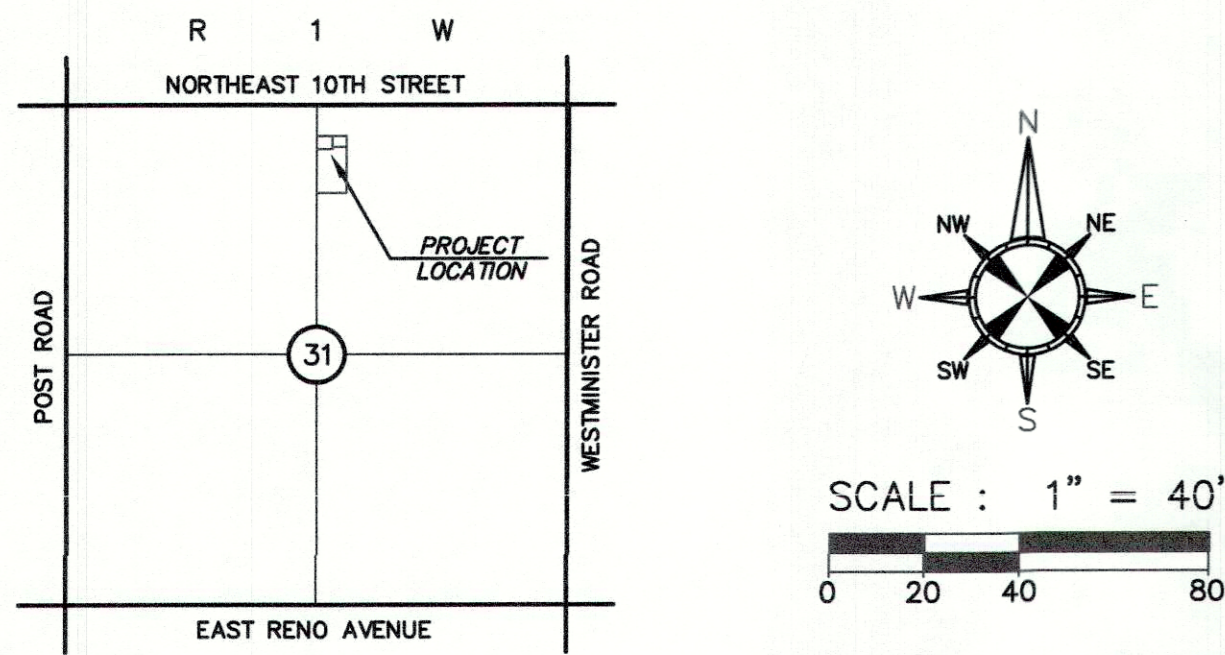 R 1 W
NORTHEAST 10TH STREET
PROJECT
LOCATION
POST ROAD
31
WESTMINISTER ROAD
EAST RENO AVENUE
N
NW
NE
W
E
SW
SE
S
SCALE : 1" = 40'
0 20 40 80